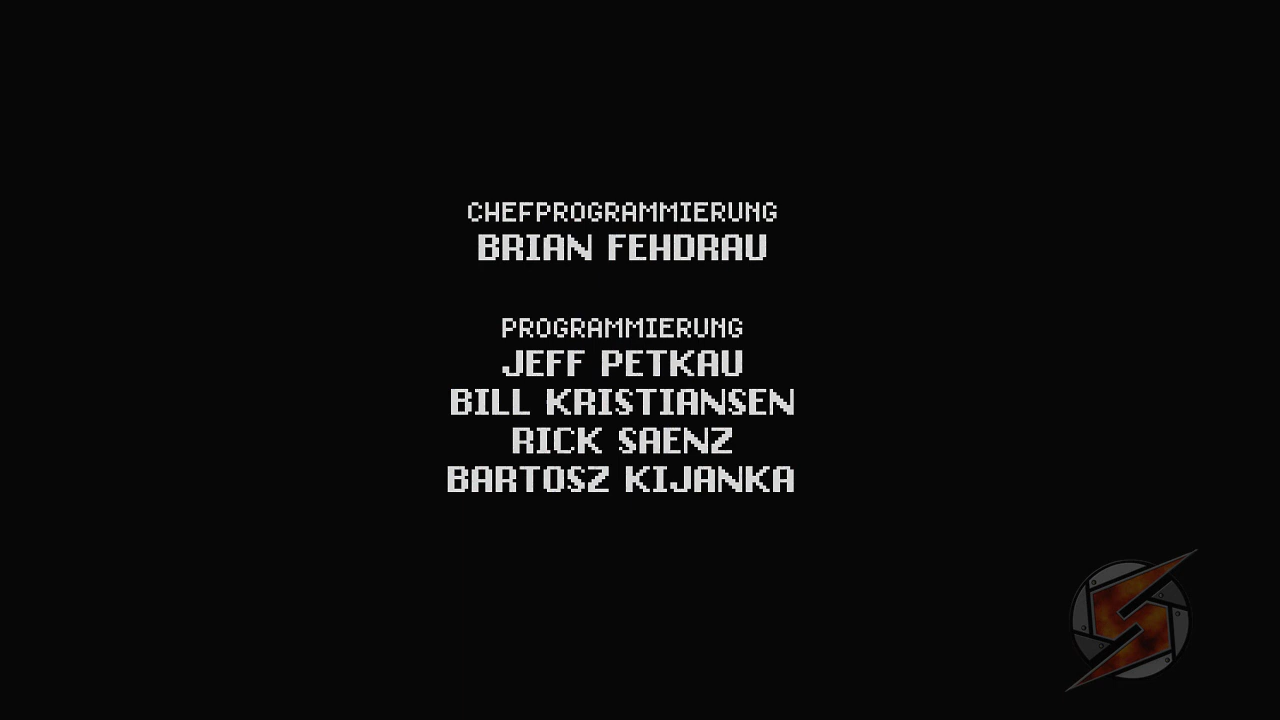 CHEFPROGRAMMIERUNG
BRIAN FEHDRAU
PROGRAMMIERUNG
JEFF PETKAU
BILL KRISTIANSEN
RICK SAENZ
BARTOSZ KIJANKA